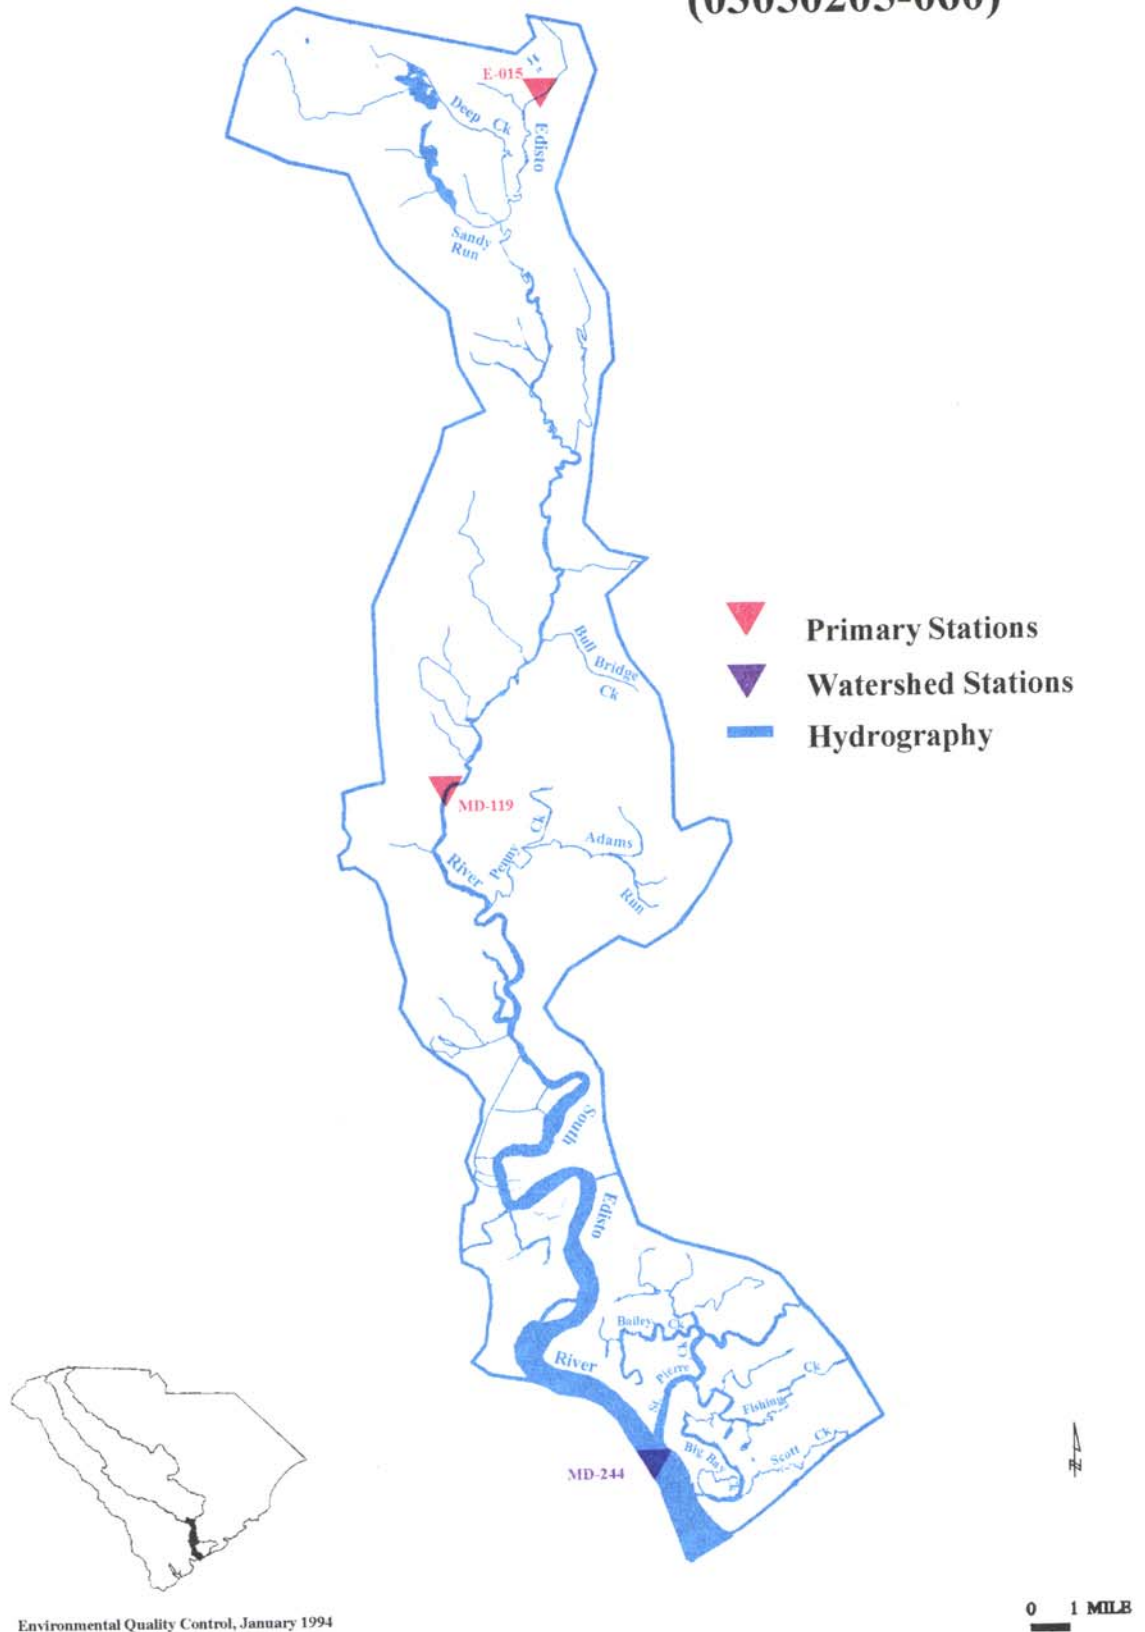 (03050205-060)
E-015
Deep Ck
Edisto
Sandy
Run
Bull
Bridge
Ck
Primary Stations
Watershed Stations
Hydrography
MD-119
River
Penny Ck
Adams
Run
South
Edisto
River
Bailey Ck
St. Pierre Ck
Fishing Ck
Big Bay
Scott Ck
MD-244
N
Environmental Quality Control, January 1994
0 1 MILE